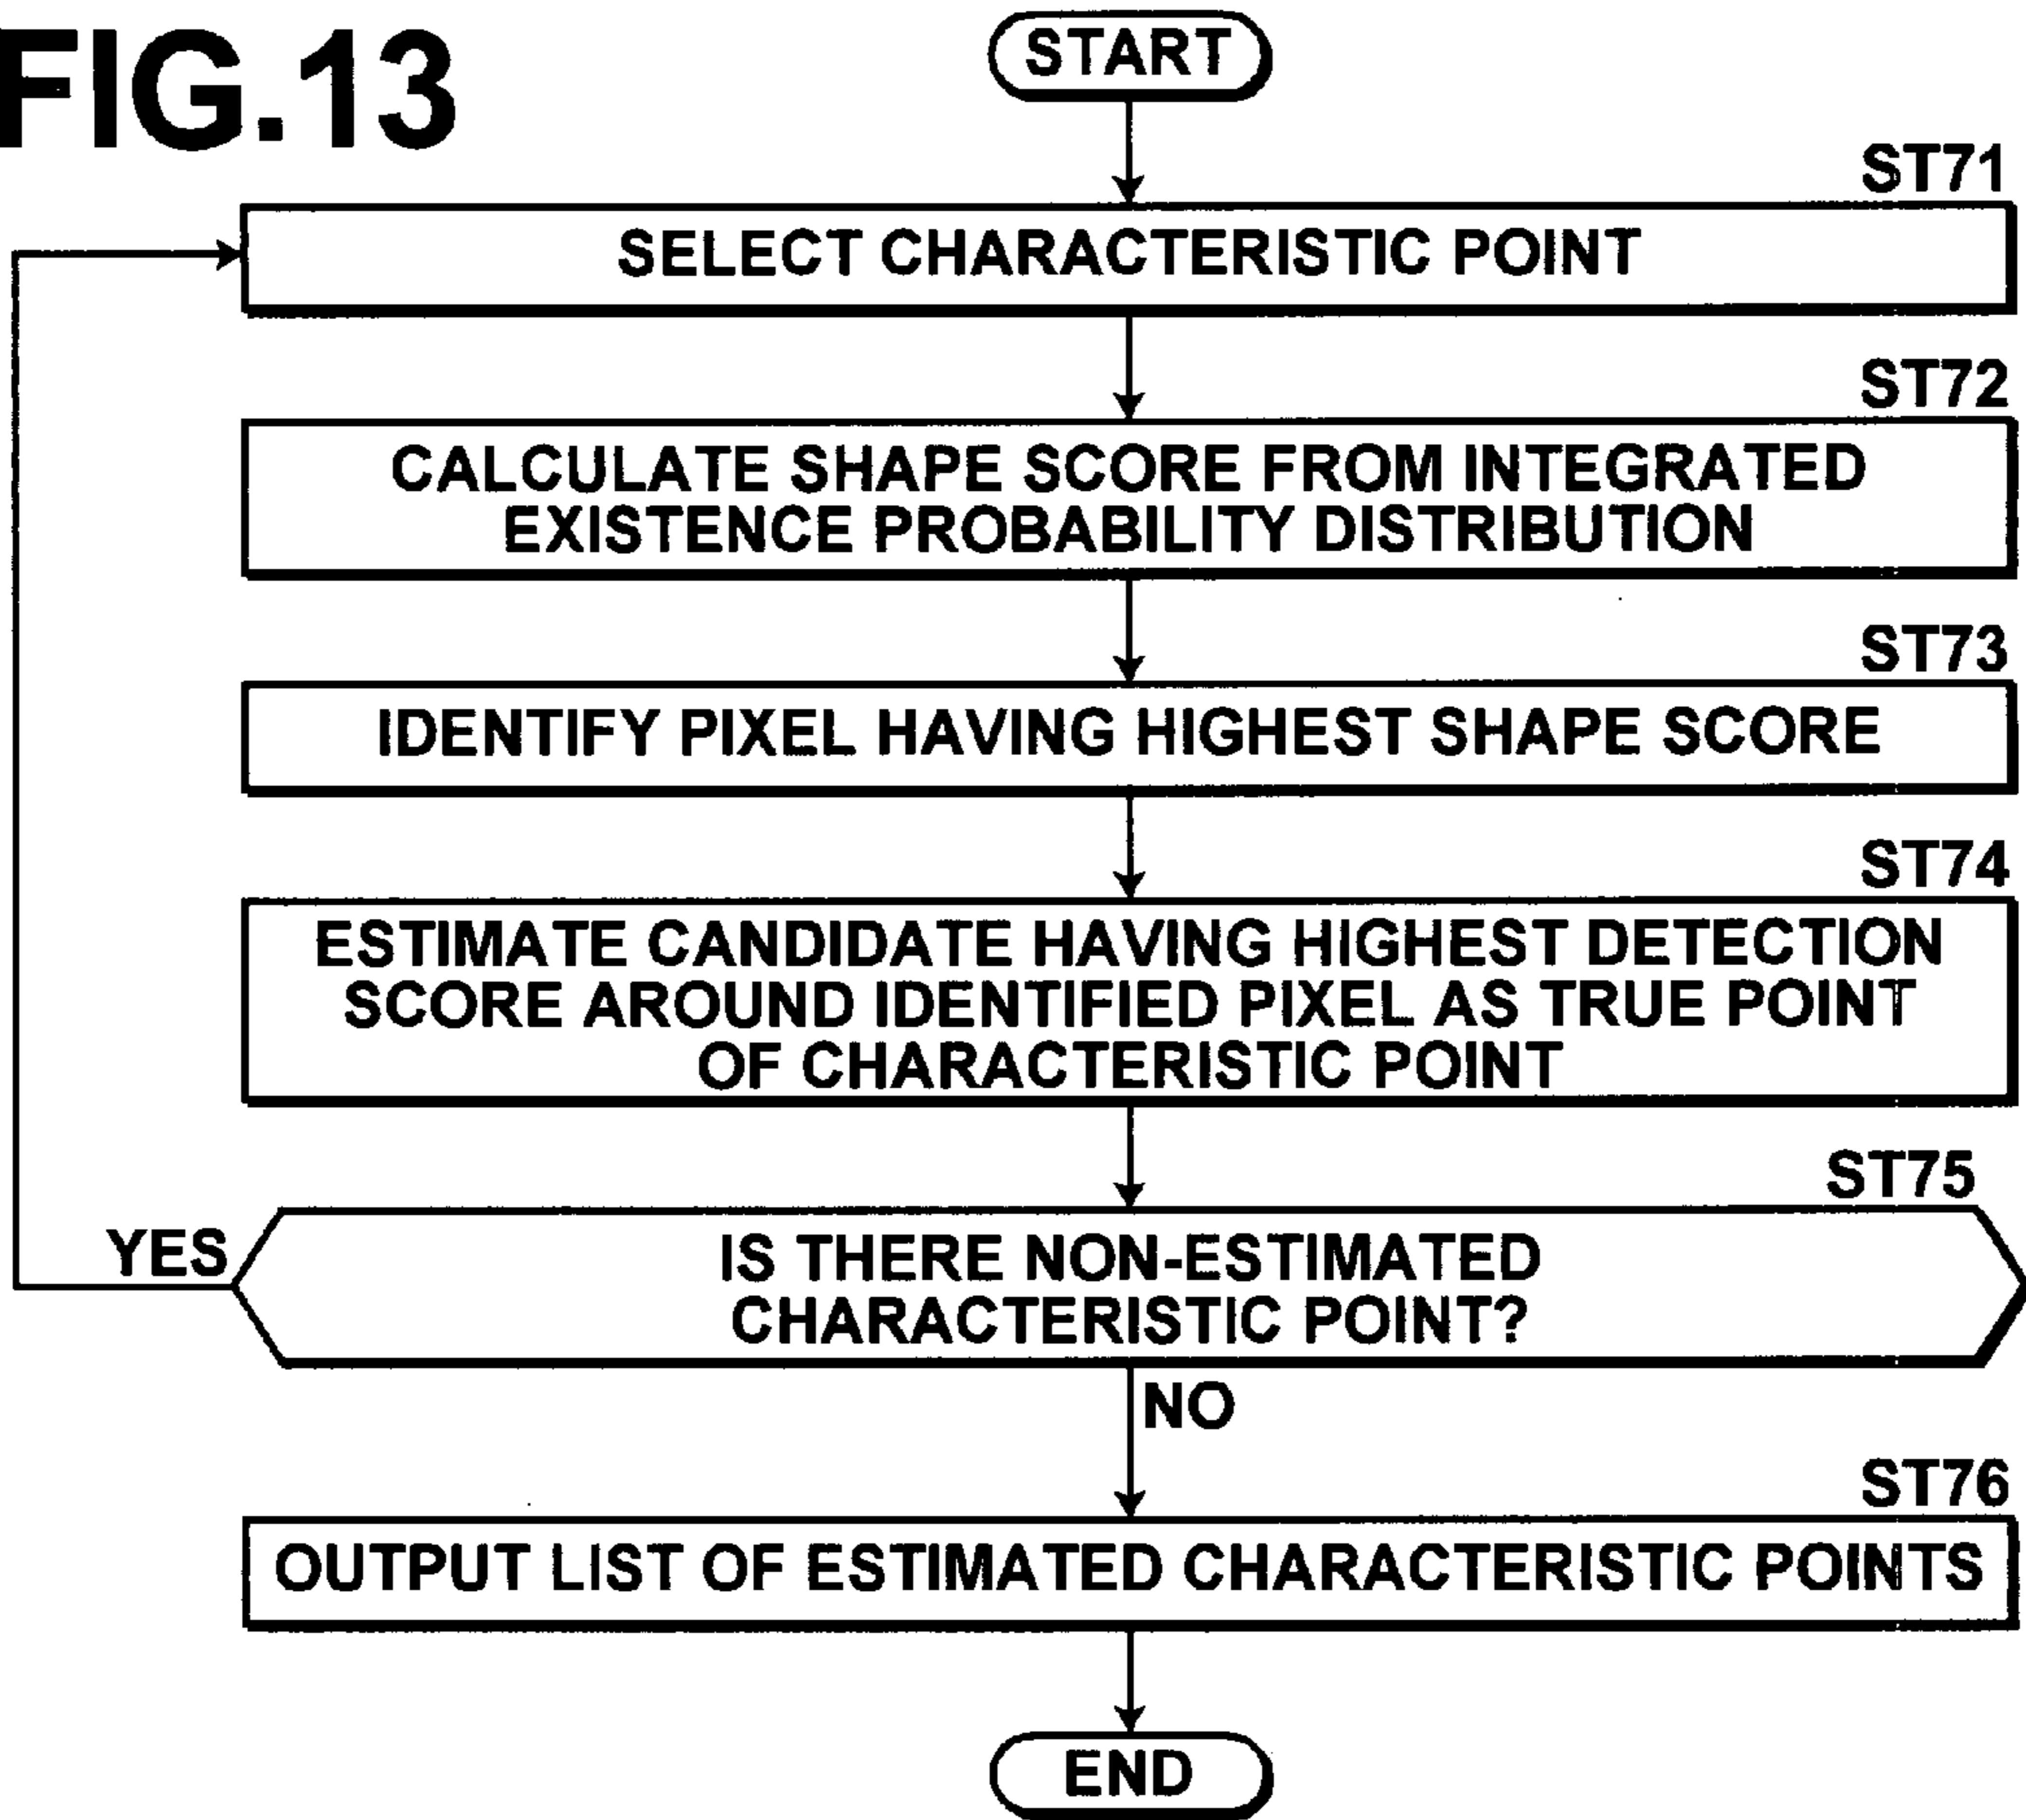 FIG.13
START
ST71
SELECT CHARACTERISTIC POINT
ST72
CALCULATE SHAPE SCORE FROM INTEGRATED
EXISTENCE PROBABILITY DISTRIBUTION
ST73
IDENTIFY PIXEL HAVING HIGHEST SHAPE SCORE
ST74
ESTIMATE CANDIDATE HAVING HIGHEST DETECTION
SCORE AROUND IDENTIFIED PIXEL AS TRUE POINT
OF CHARACTERISTIC POINT
ST75
YES
IS THERE NON-ESTIMATED
CHARACTERISTIC POINT?
NO
ST76
OUTPUT LIST OF ESTIMATED CHARACTERISTIC POINTS
END